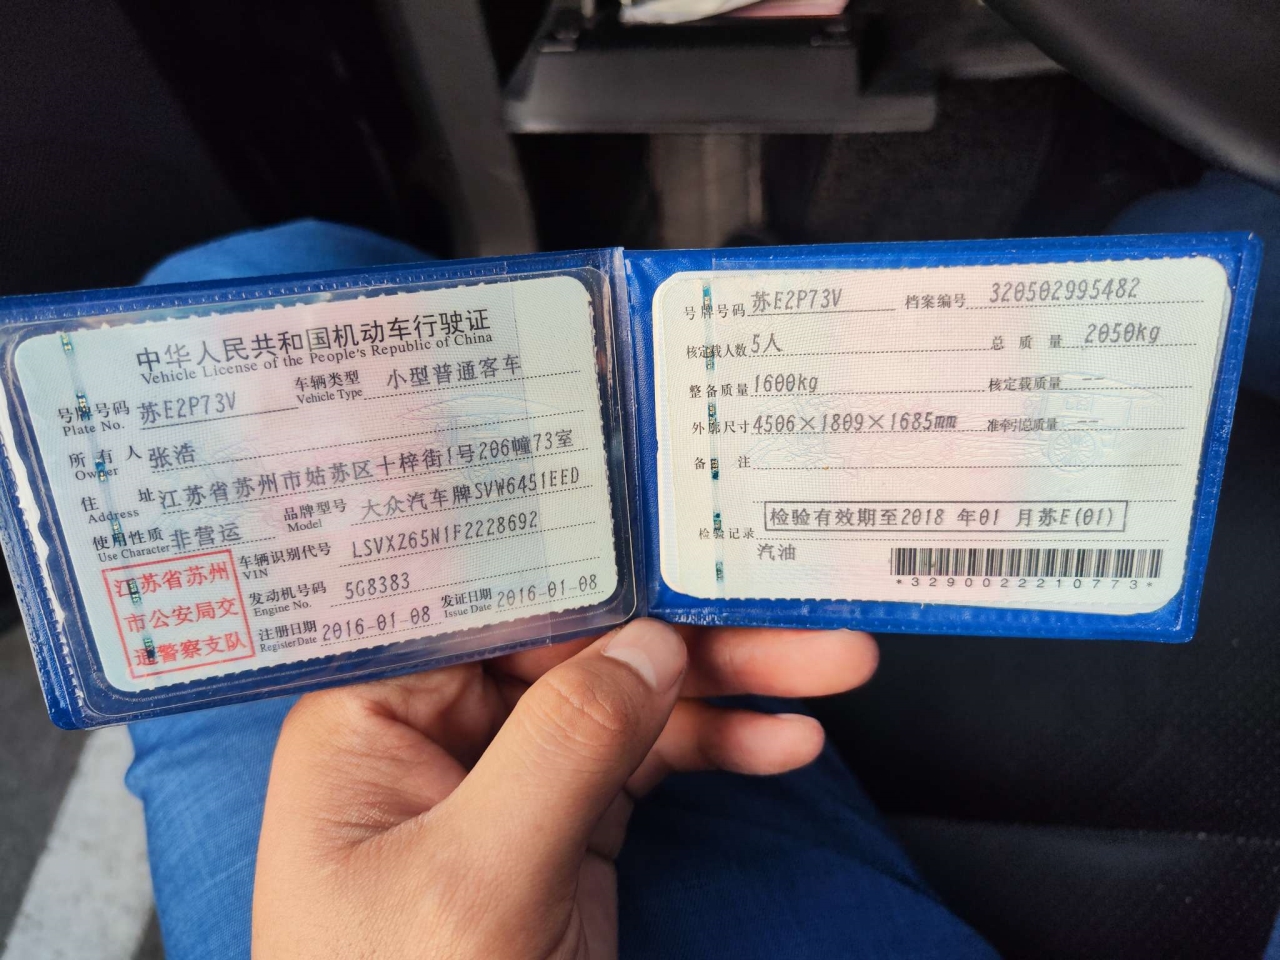 中华人民共和国机动车行驶证
Vehicle License of the People's Republic of China
号牌号码 苏E2P73V 车辆类型 小型普通客车
Plate No. Vehicle Type
所有人 张浩
Owner
住址 江苏省苏州市姑苏区十梓街1号206幢73室
Address
使用性质 非营运 品牌型号 大众汽车牌SVW6451EED
Use Character Model
江苏省苏州
市公安局交
通警察支队
车辆识别代号 LSVX265N1F2228692
VIN
发动机号码 5G8383
Engine No.
注册日期 2016-01-08 发证日期 2016-01-08
Register Date Issue Date
号牌号码 苏E2P73V 档案编号 320502995482
核定载人数 5人 总质量 2050kg
整备质量 1600kg 核定载质量 --
外廓尺寸 4506×1809×1685mm 准牵引总质量 --
备注
检验记录 检验有效期至2018 年01 月苏E(01)
汽油
*3290022210773*